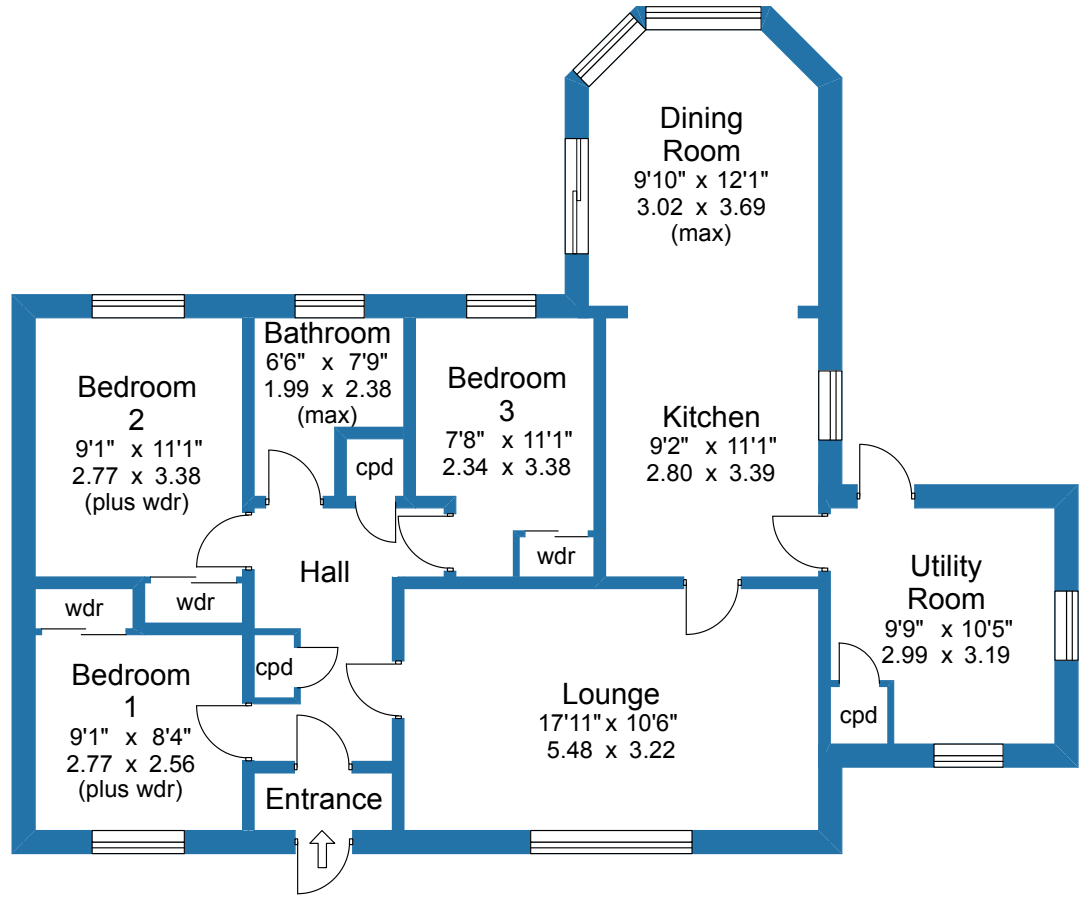 Dining
Room
9'10" x 12'1"
3.02 x 3.69
(max)
Bathroom
6'6" x 7'9"
1.99 x 2.38
(max)
Bedroom
2
9'1" x 11'1"
2.77 x 3.38
(plus wdr)
Bedroom
3
7'8" x 11'1"
2.34 x 3.38
Kitchen
9'2" x 11'1"
2.80 x 3.39
cpd
wdr
Hall
Utility
Room
9'9" x 10'5"
2.99 x 3.19
wdr
wdr
cpd
Bedroom
1
9'1" x 8'4"
2.77 x 2.56
(plus wdr)
Lounge
17'11" x 10'6"
5.48 x 3.22
cpd
Entrance